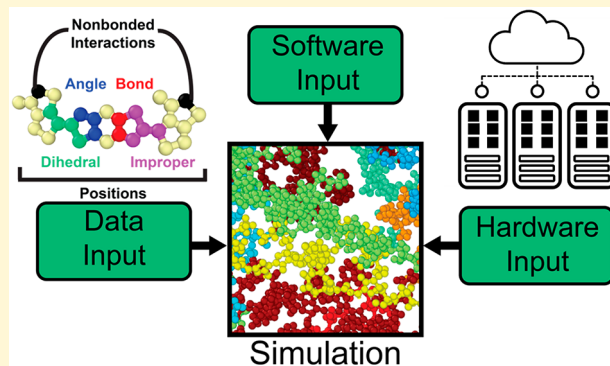 Nonbonded
Interactions
Angle Bond
Dihedral Improper
Positions
Data
Input
Software
Input
Hardware
Input
Simulation